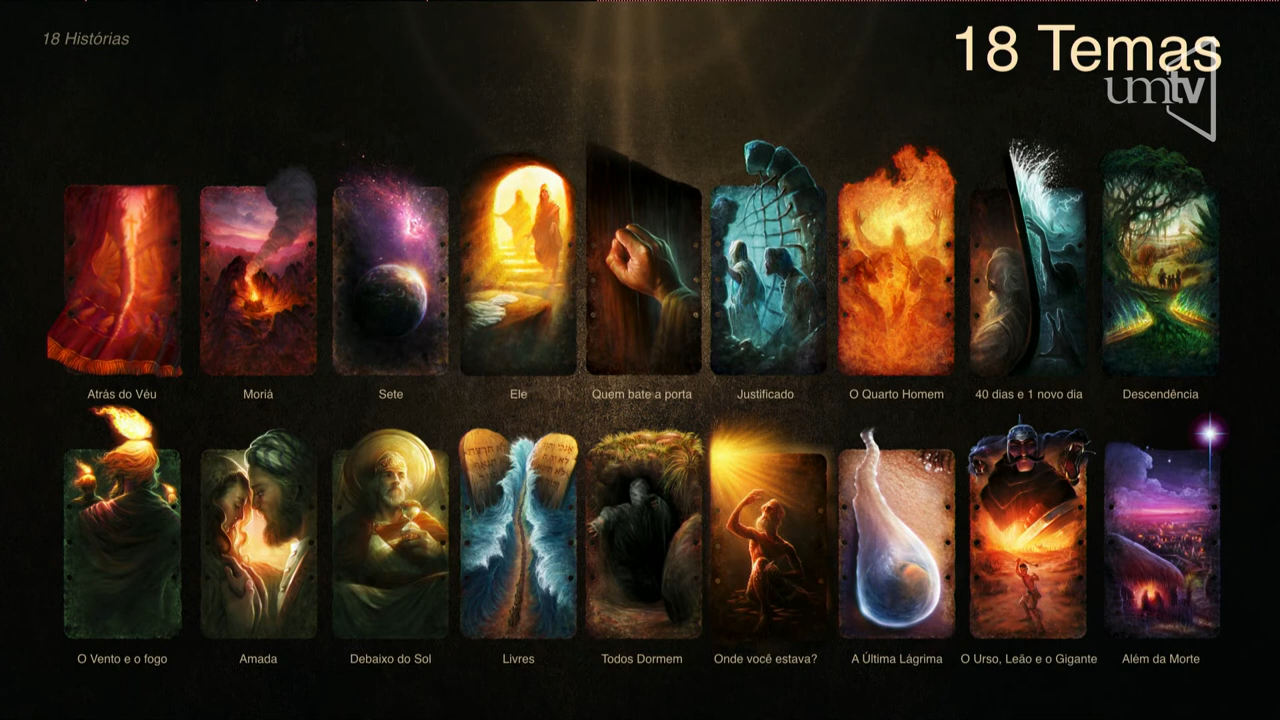 18 Histórias
18 Temas
umtv
Atrás do Véu
Moriá
Sete
Ele
Quem bate a porta
Justificado
O Quarto Homem
40 dias e 1 novo dia
Descendência
O Vento e o fogo
Amada
Debaixo do Sol
Livres
Todos Dormem
Onde você estava?
A Última Lágrima
O Urso, Leão e o Gigante
Além da Morte